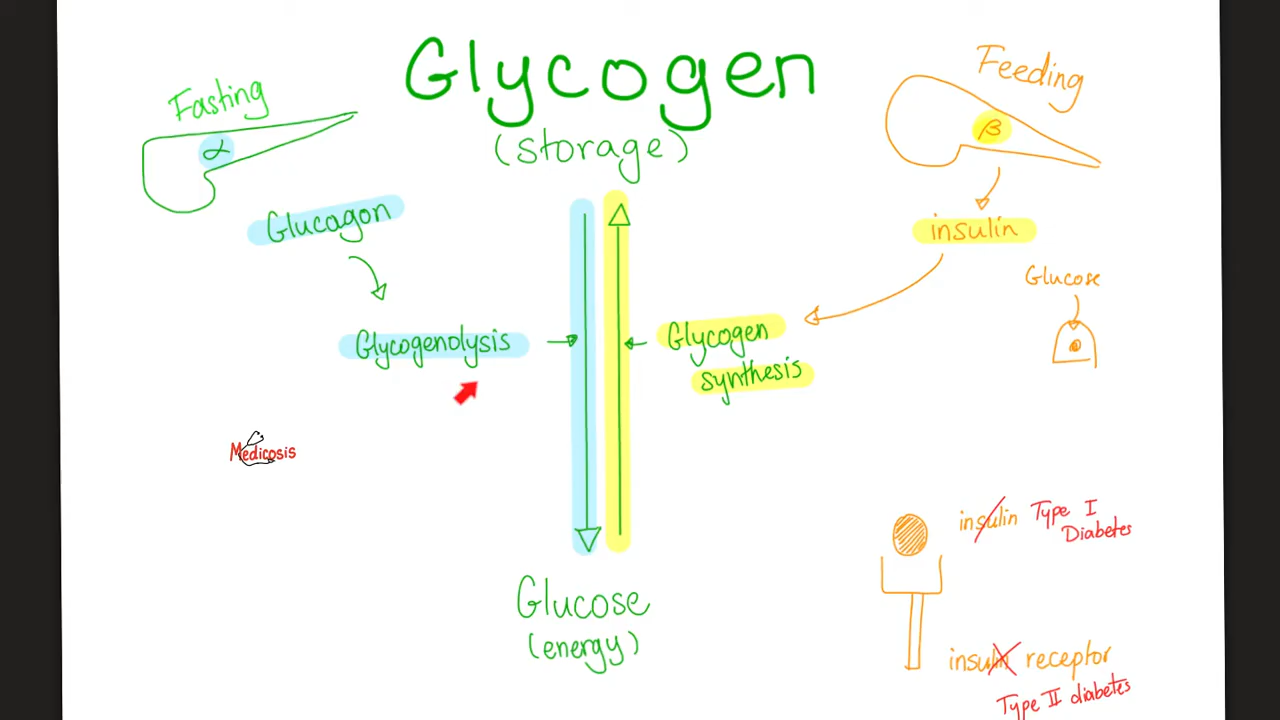 Glycogen
(storage)
Fasting
α
Glucagon
Glycogenolysis
Feeding
β
insulin
Glucose
Glycogen
synthesis
Glucose
(energy)
Medicosis
insulin Type I
Diabetes
insulin receptor
Type II diabetes